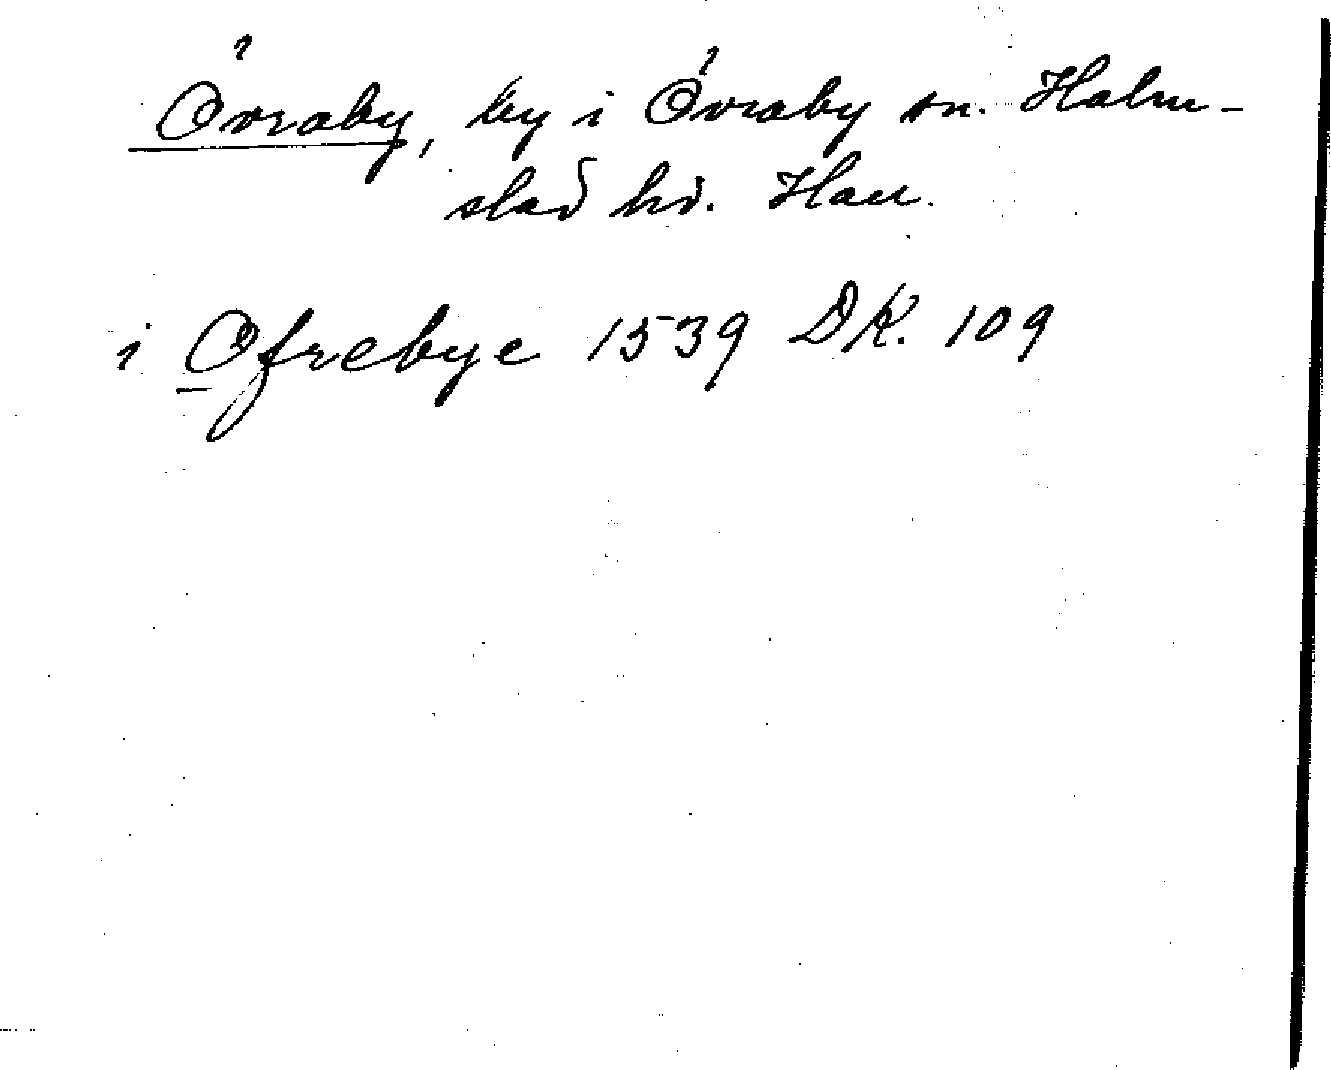 Övraby, by i Övraby sn. Halm-
stad hd. Hall.
i Ofrebye 1539 DK. 109